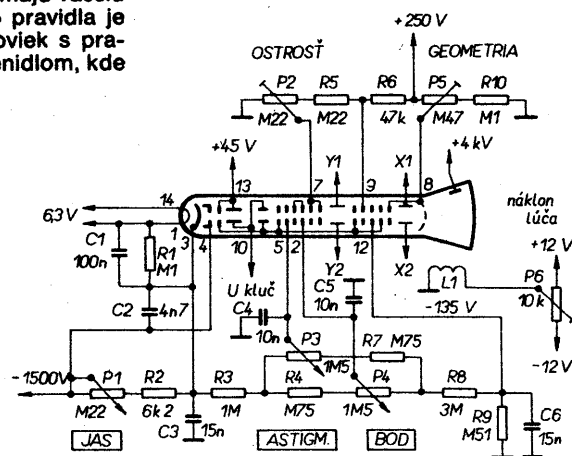 pravidla je
oviek s pra-
enidlom, kde
+250 V
OSTROSŤ
GEOMETRIA
P2 R5 R6 P5 R10
M22 M22 47k M47 M1
+4 kV
+45 V
13 7 Y1 9 X1 8
14
6,3 V
1
3 4 10 5 2 12
Y2 X2
náklon
lúča
+12 V
L1
P6
10 k
-12 V
-135 V
C1
100n
R1
M1
C2 4n7
U kľuč
C4
10n
C5
10n
P3
1M5
R7 M75
-1500V
P1 R2 R3 R4 P4 R8
M22 6k2 1M M75 1M5 3M
C3 15n
R9
M51
C6
15n
JAS
ASTIGM.
BOD